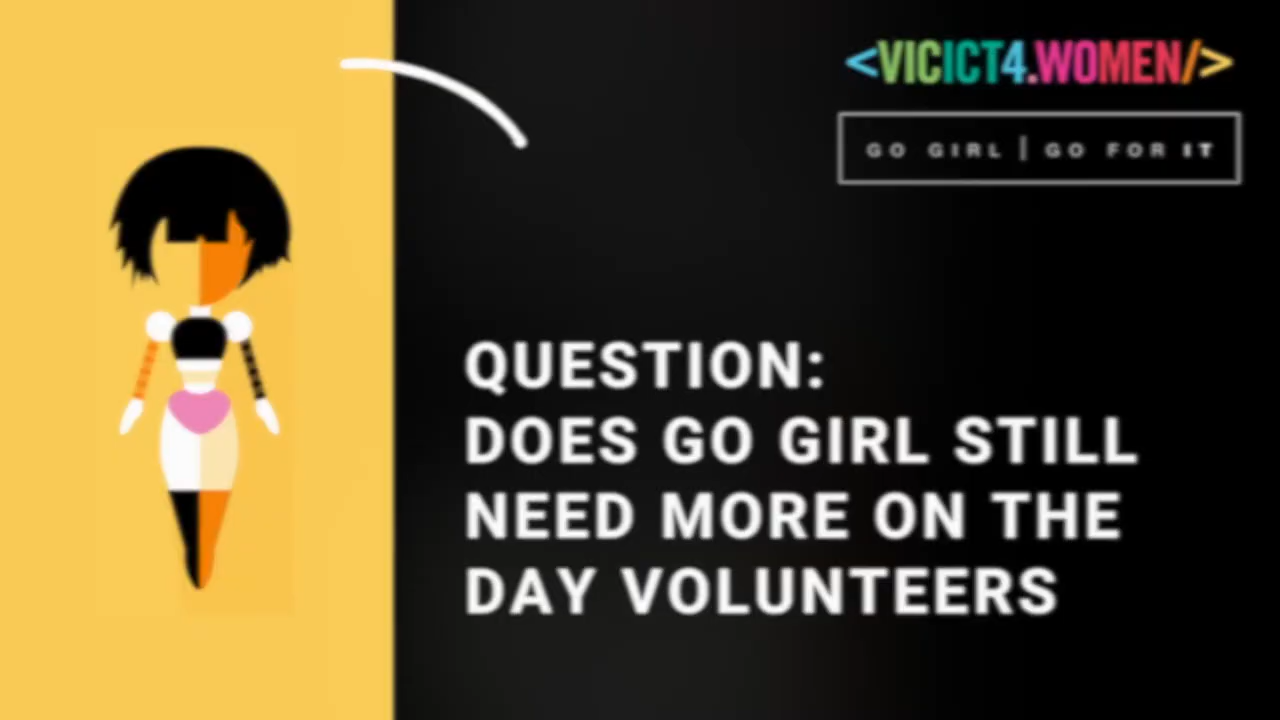 <VICICT4.WOMEN/>
GO GIRL | GO FOR IT
QUESTION:
DOES GO GIRL STILL
NEED MORE ON THE
DAY VOLUNTEERS